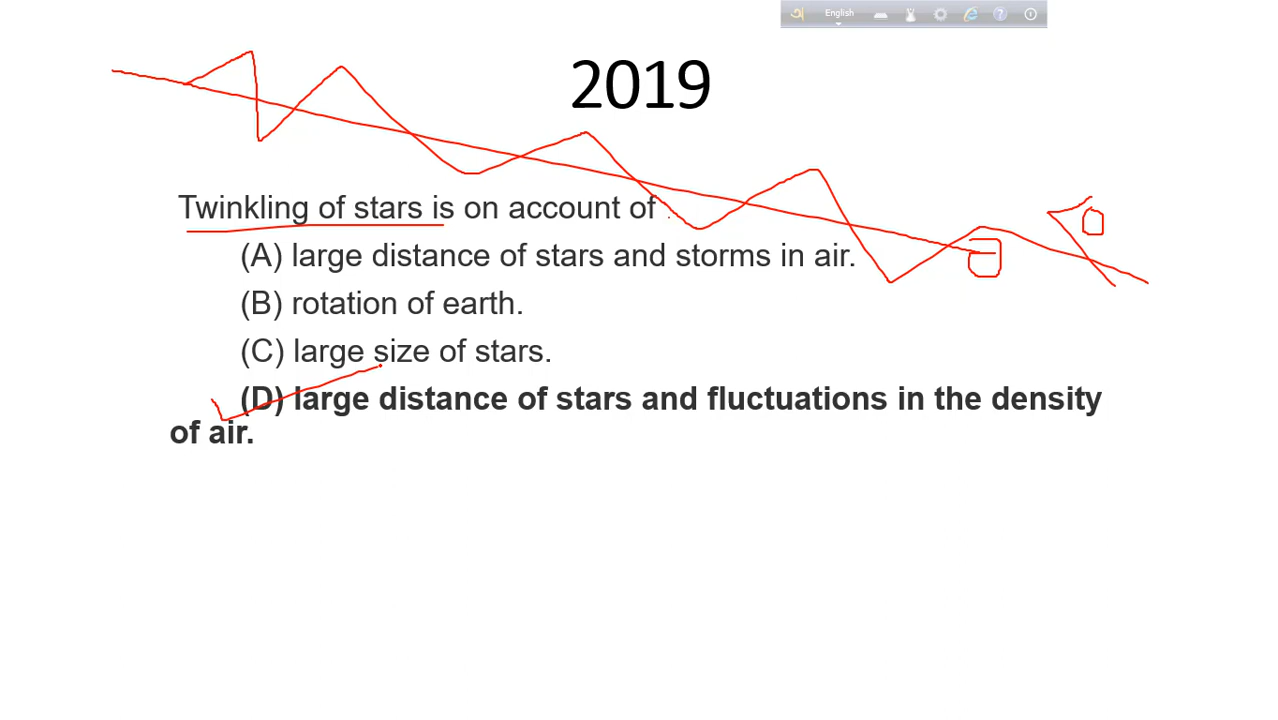 English
2019
Twinkling of stars is on account of
(A) large distance of stars and storms in air.
(B) rotation of earth.
(C) large size of stars.
(D) large distance of stars and fluctuations in the density
of air.